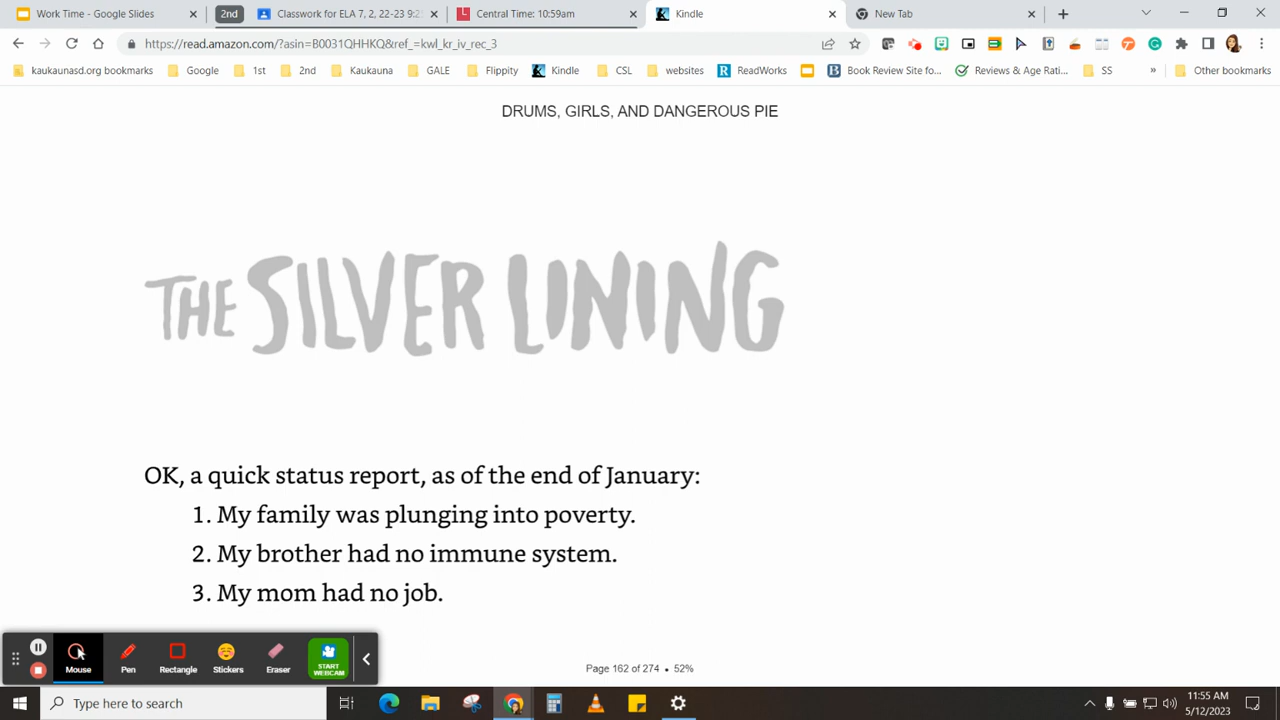 Work Time - Google Slides
2nd
Classwork for ELA 7, 2, 22-23 9:2
Central Time: 10:59am
Kindle
New Tab
https://read.amazon.com/?asin=B0031QHHKQ&ref_=kwl_kr_iv_rec_3
kaukaunasd.org bookmarks
Google
1st
2nd
Kaukauna
GALE
Flippity
Kindle
CSL
websites
ReadWorks
Book Review Site fo...
Reviews & Age Rati...
SS
»
Other bookmarks
DRUMS, GIRLS, AND DANGEROUS PIE
THE SILVER LINING
OK, a quick status report, as of the end of January:
1. My family was plunging into poverty.
2. My brother had no immune system.
3. My mom had no job.
Mouse
Pen
Rectangle
Stickers
Eraser
START
WEBCAM
Page 162 of 274 • 52%
Type here to search
11:55 AM
5/12/2023